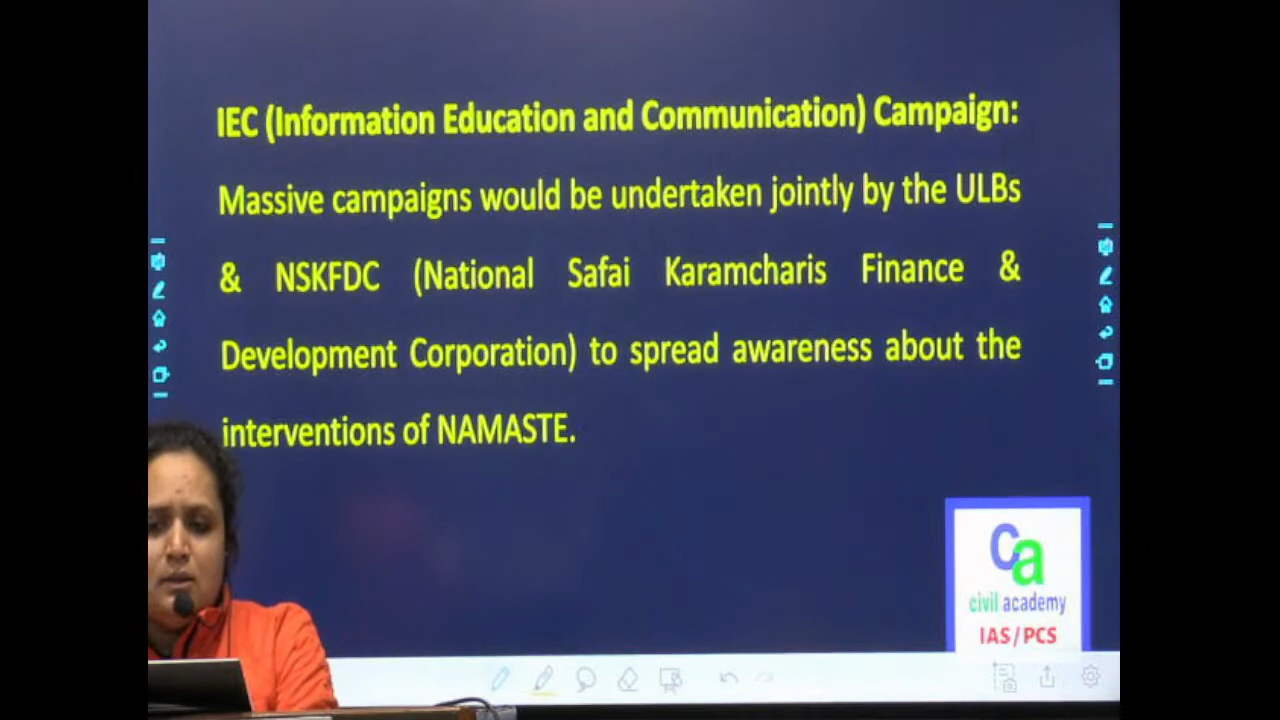 IEC (Information Education and Communication) Campaign:
Massive campaigns would be undertaken jointly by the ULBs
& NSKFDC (National Safai Karamcharis Finance &
Development Corporation) to spread awareness about the
interventions of NAMASTE.
Ca
civil academy
IAS/PCS